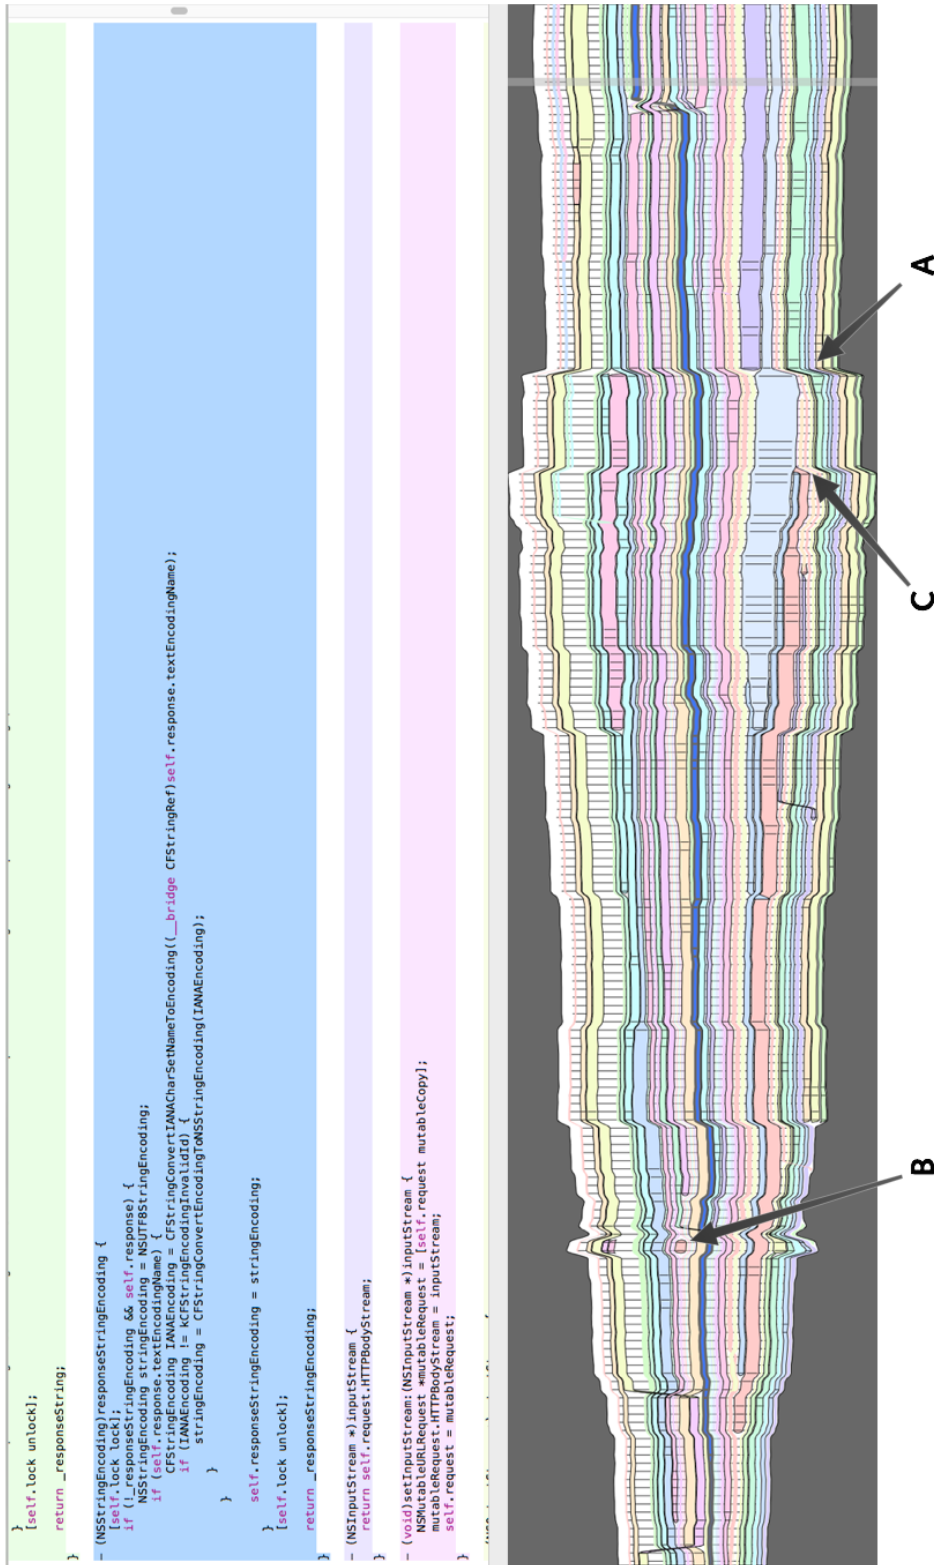 }
[self.lock unlock];

return _responseString;
}

- (NSStringEncoding)responseStringEncoding {
[self.lock lock];
if (!_responseStringEncoding && self.response) {
NSStringEncoding stringEncoding = NSUTF8StringEncoding;
if (self.response.textEncodingName) {
CFStringEncoding IANAEncoding = CFStringConvertIANACharSetNameToEncoding((__bridge CFStringRef)self.response.textEncodingName);
if (IANAEncoding != kCFStringEncodingInvalidId) {
stringEncoding = CFStringConvertEncodingToNSStringEncoding(IANAEncoding);
}
}

self.responseStringEncoding = stringEncoding;
}
[self.lock unlock];

return _responseStringEncoding;
}

- (NSInputStream *)inputStream {
return self.request.HTTPBodyStream;
}

- (void)setInputStream:(NSInputStream *)inputStream {
NSMutableURLRequest *mutableRequest = [self.request mutableCopy];
mutableRequest.HTTPBodyStream = inputStream;
self.request = mutableRequest;
}
B
C
A